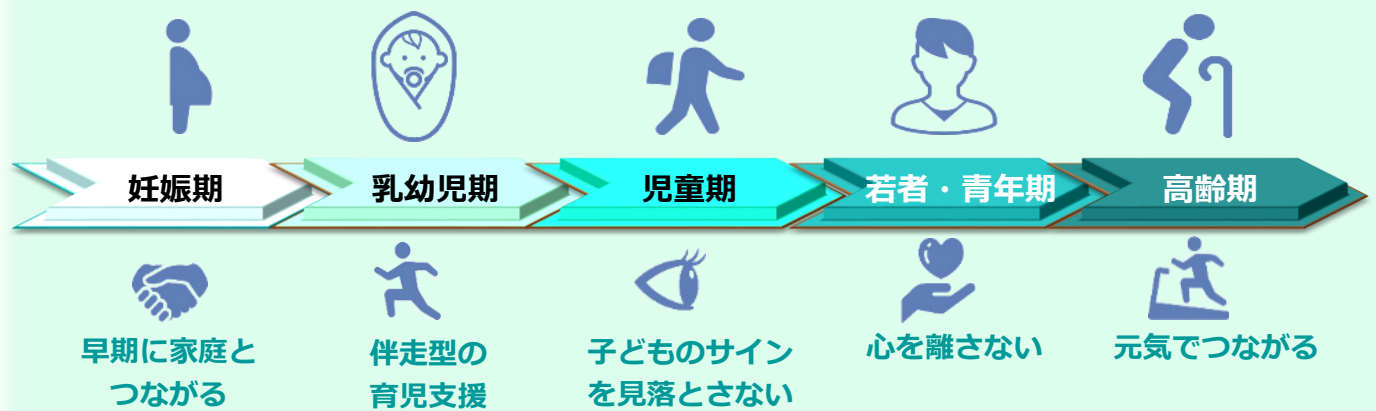 妊娠期
乳幼児期
児童期
若者・青年期
高齢期
早期に家庭と
つながる
伴走型の
育児支援
子どものサイン
を見落とさない
心を離さない
元気でつながる